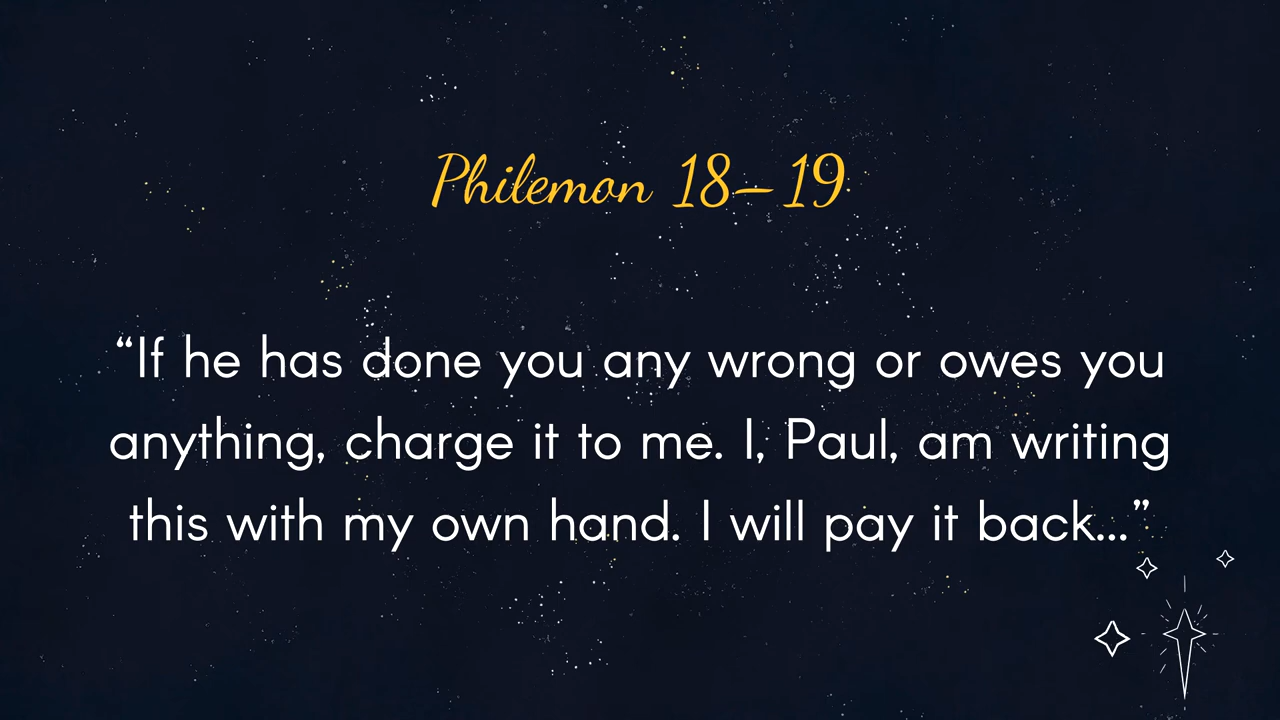 Philemon 18–19
“If he has done you any wrong or owes you
anything, charge it to me. I, Paul, am writing
this with my own hand. I will pay it back...”